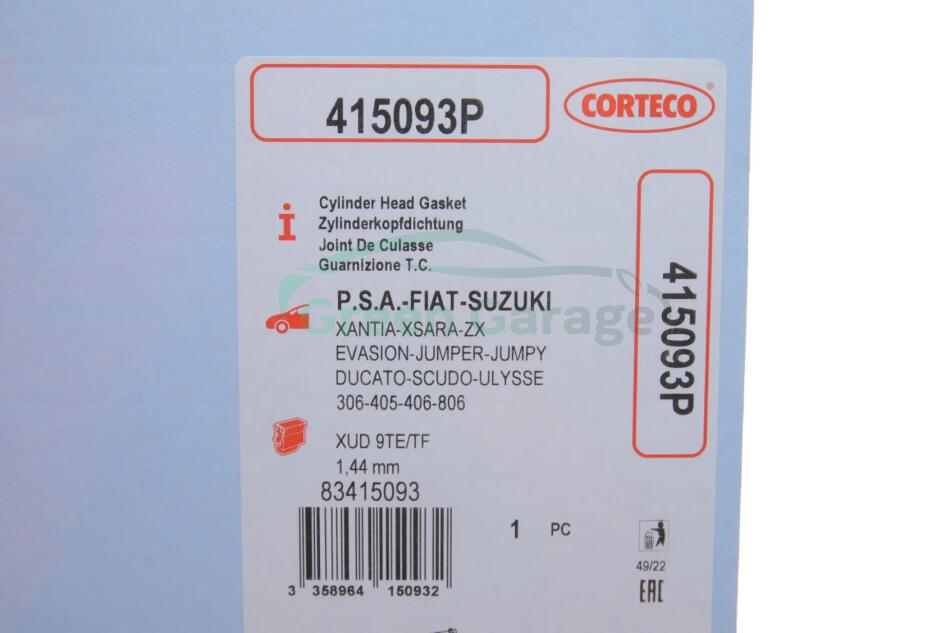 415093P
CORTECO®
i
Cylinder Head Gasket
Zylinderkopfdichtung
Joint De Culasse
Guarnizione T.C.
P.S.A.-FIAT-SUZUKI
Green Garage
XANTIA-XSARA-ZX
EVASION-JUMPER-JUMPY
DUCATO-SCUDO-ULYSSE
306-405-406-806
XUD 9TE/TF
1,44 mm
83415093
3 358964 150932
1 PC
49/22
EAC
415093P